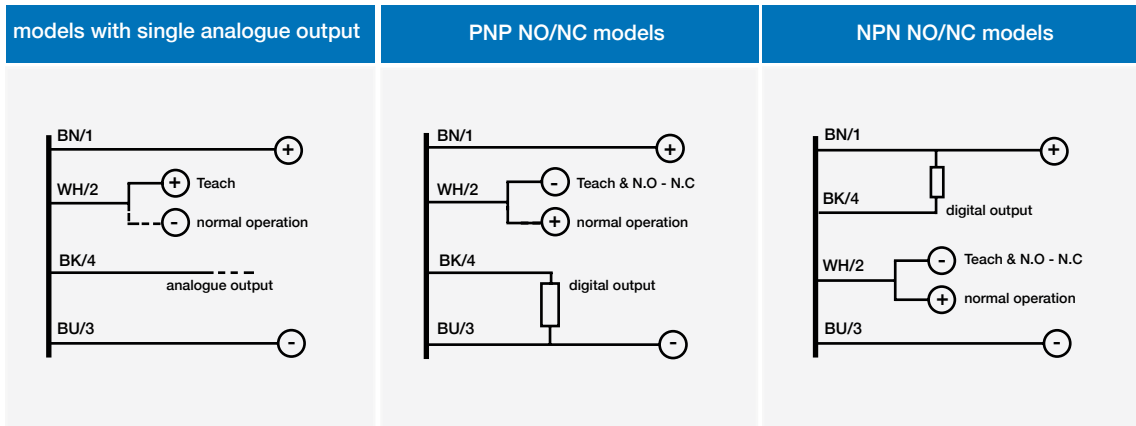 models with single analogue output
BN/1
+
WH/2
+ Teach
- normal operation
BK/4
analogue output
BU/3
-
PNP NO/NC models
BN/1
+
WH/2
- Teach & N.O - N.C
+ normal operation
BK/4
digital output
BU/3
-
NPN NO/NC models
BN/1
+
BK/4
digital output
WH/2
- Teach & N.O - N.C
+ normal operation
BU/3
-